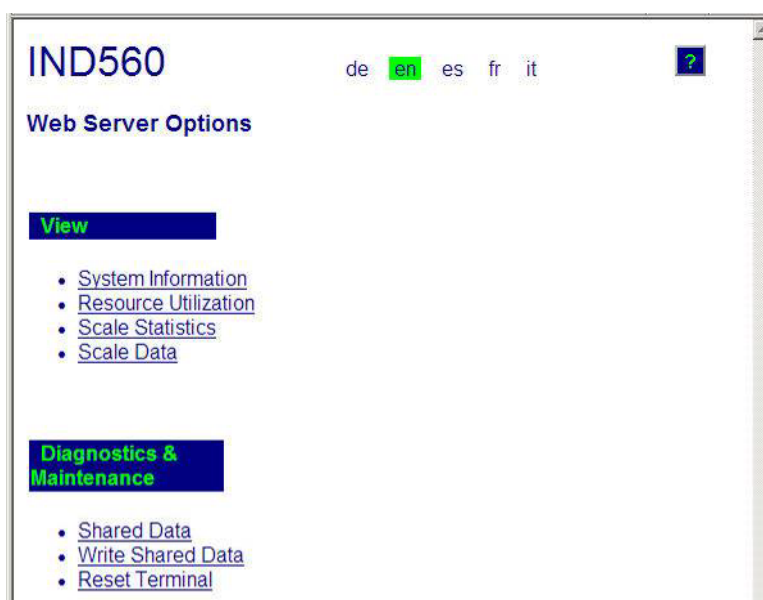 IND560
de en es fr it
?
Web Server Options
View
System Information
Resource Utilization
Scale Statistics
Scale Data
Diagnostics &
Maintenance
Shared Data
Write Shared Data
Reset Terminal